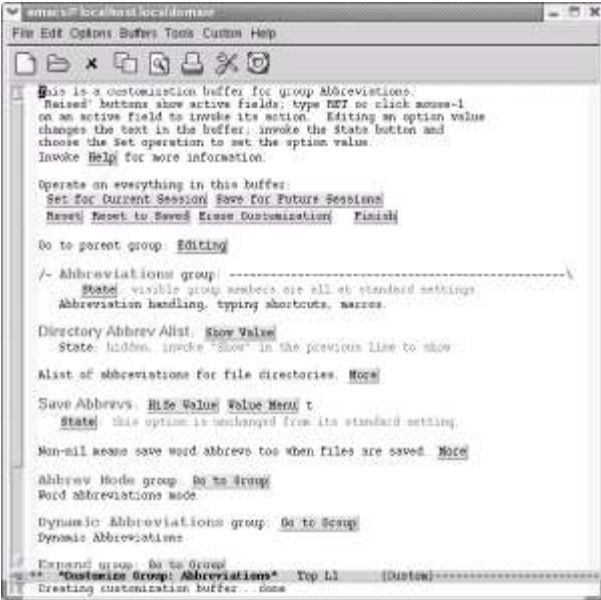 emacs@localhost.localdomain
File Edit Options Buffers Tools Custom Help
This is a customization buffer for group Abbreviations.
`Raised' buttons show active fields; type RET or click mouse-1
on an active field to invoke its action.  Editing an option value
changes the text in the buffer; invoke the State button and
choose the Set operation to set the option value.
Invoke Help for more information.
Operate on everything in this buffer:
Set for Current Session Save for Future Sessions
Reset Reset to Saved Erase Customization Finish
Go to parent group: Editing
/- Abbreviations group: --------------------------------------------------\
State: visible group members are all at standard settings.
Abbreviation handling, typing shortcuts, macros.
Directory Abbrev Alist: Show Value
State: hidden, invoke "Show" in the previous line to show.
Alist of abbreviations for file directories. More
Save Abbrevs: Hide Value Value Menu t
State: this option is unchanged from its standard setting.
Non-nil means save word abbrevs too when files are saved. More
Abbrev Mode group: Go to Group
Word abbreviations mode.
Dynamic Abbreviations group: Go to Group
Dynamic Abbreviations
Expand group: Go to Group
-u:** *Customize Group: Abbreviations* Top L1 (Custom)--------------------
Creating customization buffer...done